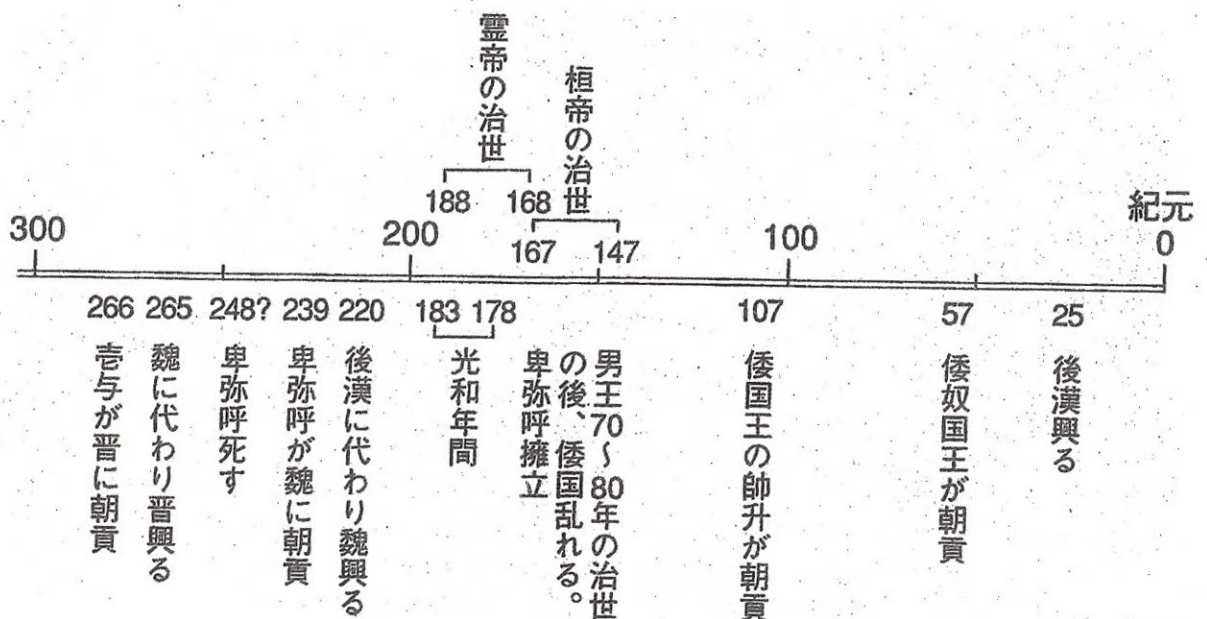 霊帝の治世
桓帝の治世
188 168
167 147
紀元
300 200 100 0
25
後漢興る
57
倭奴国王が朝貢
107
倭国王の帥升が朝貢
男王70〜80年の治世
の後、倭国乱れる。
卑弥呼擁立
183 178
光和年間
220
後漢に代わり魏興る
239
卑弥呼が魏に朝貢
248?
卑弥呼死す
265
魏に代わり晋興る
266
壱与が晋に朝貢